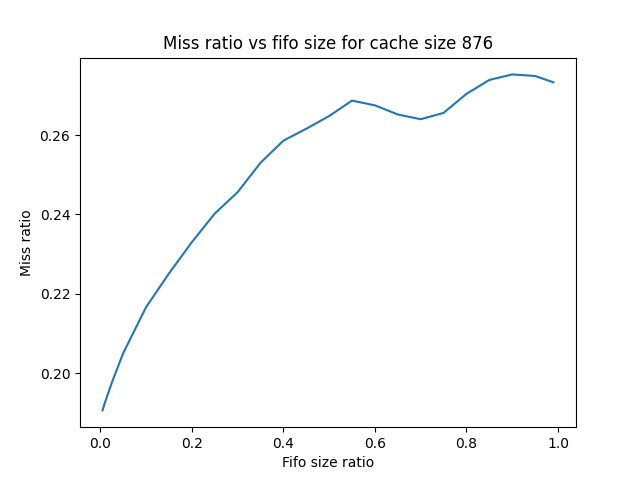 Miss ratio vs fifo size for cache size 876
0.26
0.24
0.22
0.20
Miss ratio
0.0 0.2 0.4 0.6 0.8 1.0
Fifo size ratio